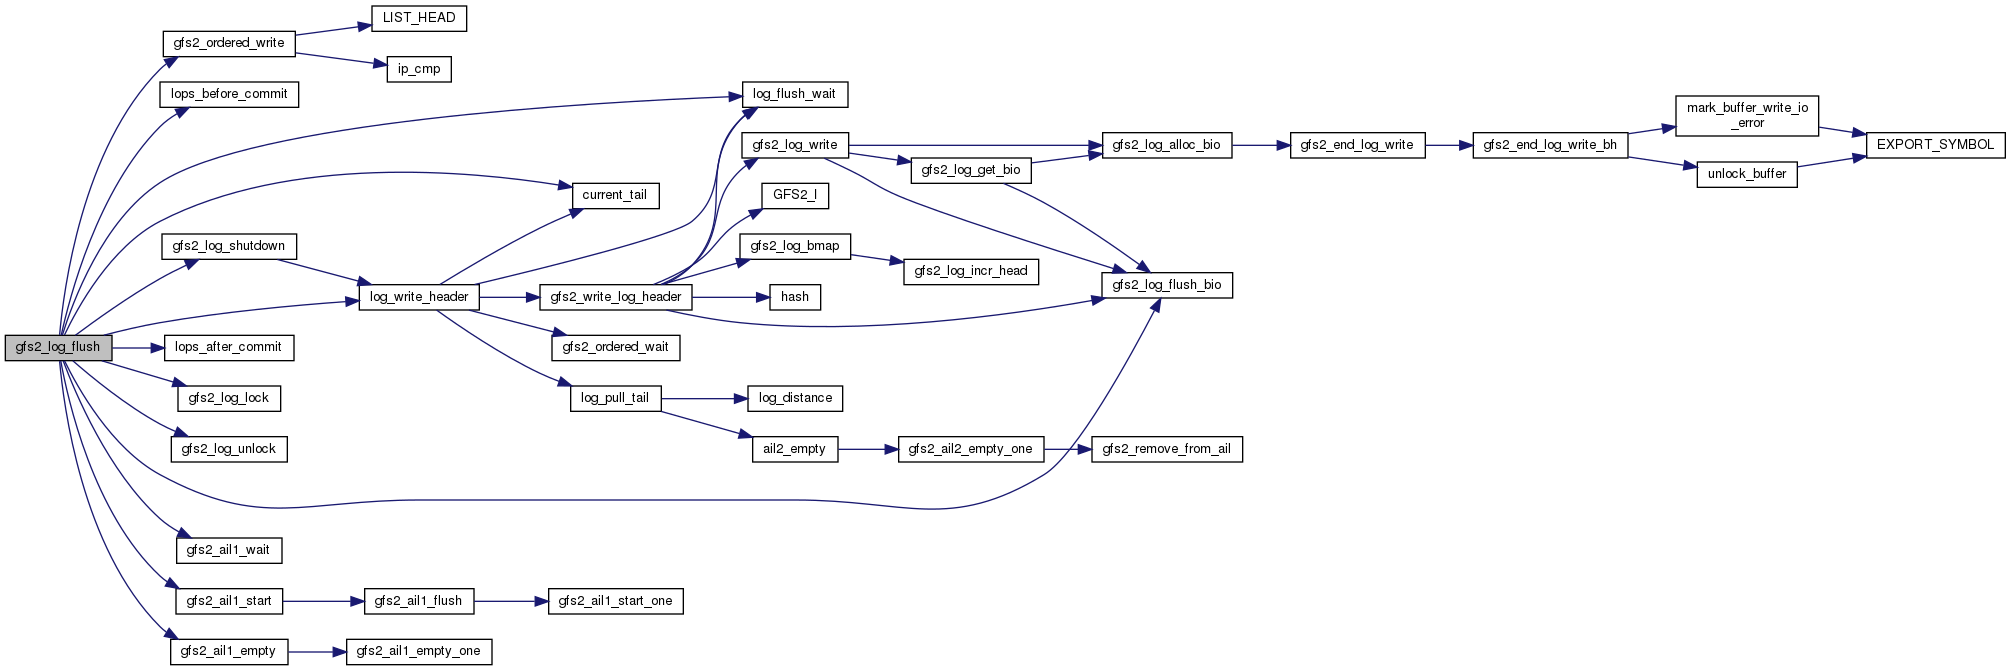 LIST_HEAD
gfs2_ordered_write
ip_cmp
lops_before_commit
log_flush_wait
mark_buffer_write_io
_error
gfs2_log_write
gfs2_log_alloc_bio
gfs2_end_log_write
gfs2_end_log_write_bh
EXPORT_SYMBOL
gfs2_log_get_bio
unlock_buffer
current_tail
GFS2_I
gfs2_log_shutdown
gfs2_log_bmap
gfs2_log_incr_head
gfs2_log_flush_bio
log_write_header
gfs2_write_log_header
hash
gfs2_log_flush
lops_after_commit
gfs2_ordered_wait
gfs2_log_lock
log_pull_tail
log_distance
gfs2_log_unlock
ail2_empty
gfs2_ail2_empty_one
gfs2_remove_from_ail
gfs2_ail1_wait
gfs2_ail1_start
gfs2_ail1_flush
gfs2_ail1_start_one
gfs2_ail1_empty
gfs2_ail1_empty_one